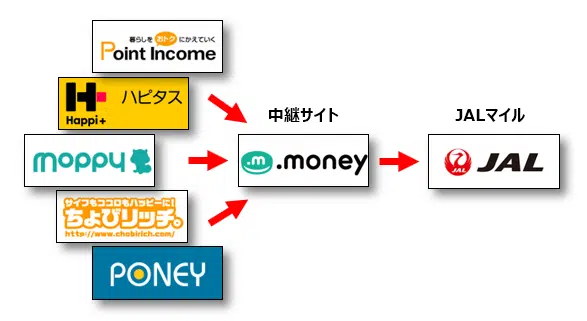 暮らしをおトクにかえていく
Point Income
ハピタス
Happi+
moppy
サイフもココロもハッピーに!
ちょびリッチ。
http://www.chobirich.com/
PONEY
中継サイト
.m .money
JALマイル
JAL JAL